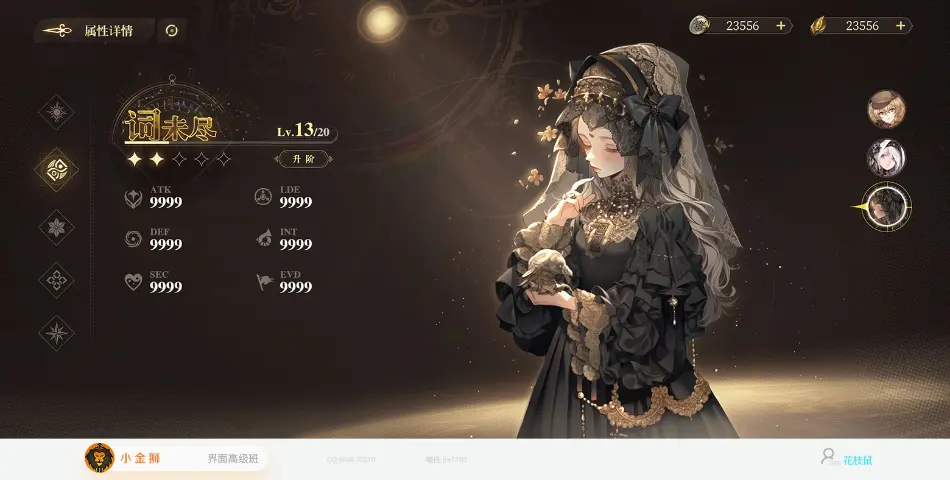 属性详情
23556 +
23556 +
词未尽
Lv.13/20
升阶
ATK
9999
LDE
9999
DEF
9999
INT
9999
SEC
9999
EVD
9999
小金狮
界面高级班
花枝鼠